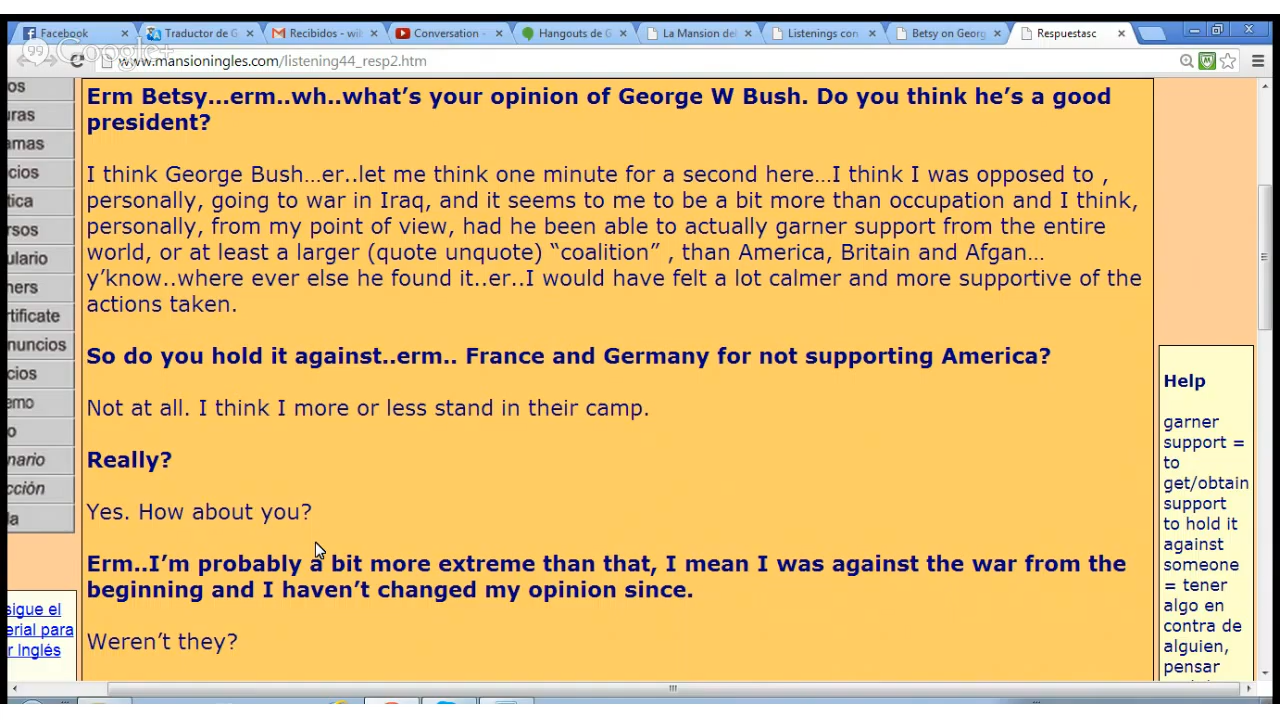 Facebook
Traductor de G
Recibidos - wil
Conversation -
Hangouts de G
La Mansion del
Listenings con
Betsy on Georg
Respuestasc
99 Google+
www.mansioningles.com/listening44_resp2.htm
os
uras
amas
cios
tica
rsos
ulario
ners
rtificate
nuncios
cios
emo
o
nario
cción
la
sigue el
erial para
r Inglés
Erm Betsy...erm..wh..what’s your opinion of George W Bush. Do you think he’s a good
president?
I think George Bush…er..let me think one minute for a second here…I think I was opposed to ,
personally, going to war in Iraq, and it seems to me to be a bit more than occupation and I think,
personally, from my point of view, had he been able to actually garner support from the entire
world, or at least a larger (quote unquote) “coalition” , than America, Britain and Afgan…
y’know..where ever else he found it..er..I would have felt a lot calmer and more supportive of the
actions taken.
So do you hold it against..erm.. France and Germany for not supporting America?
Not at all. I think I more or less stand in their camp.
Really?
Yes. How about you?
Erm..I’m probably a bit more extreme than that, I mean I was against the war from the
beginning and I haven’t changed my opinion since.
Weren’t they?
Help
garner
support =
to
get/obtain
support
to hold it
against
someone
= tener
algo en
contra de
alguien,
pensar